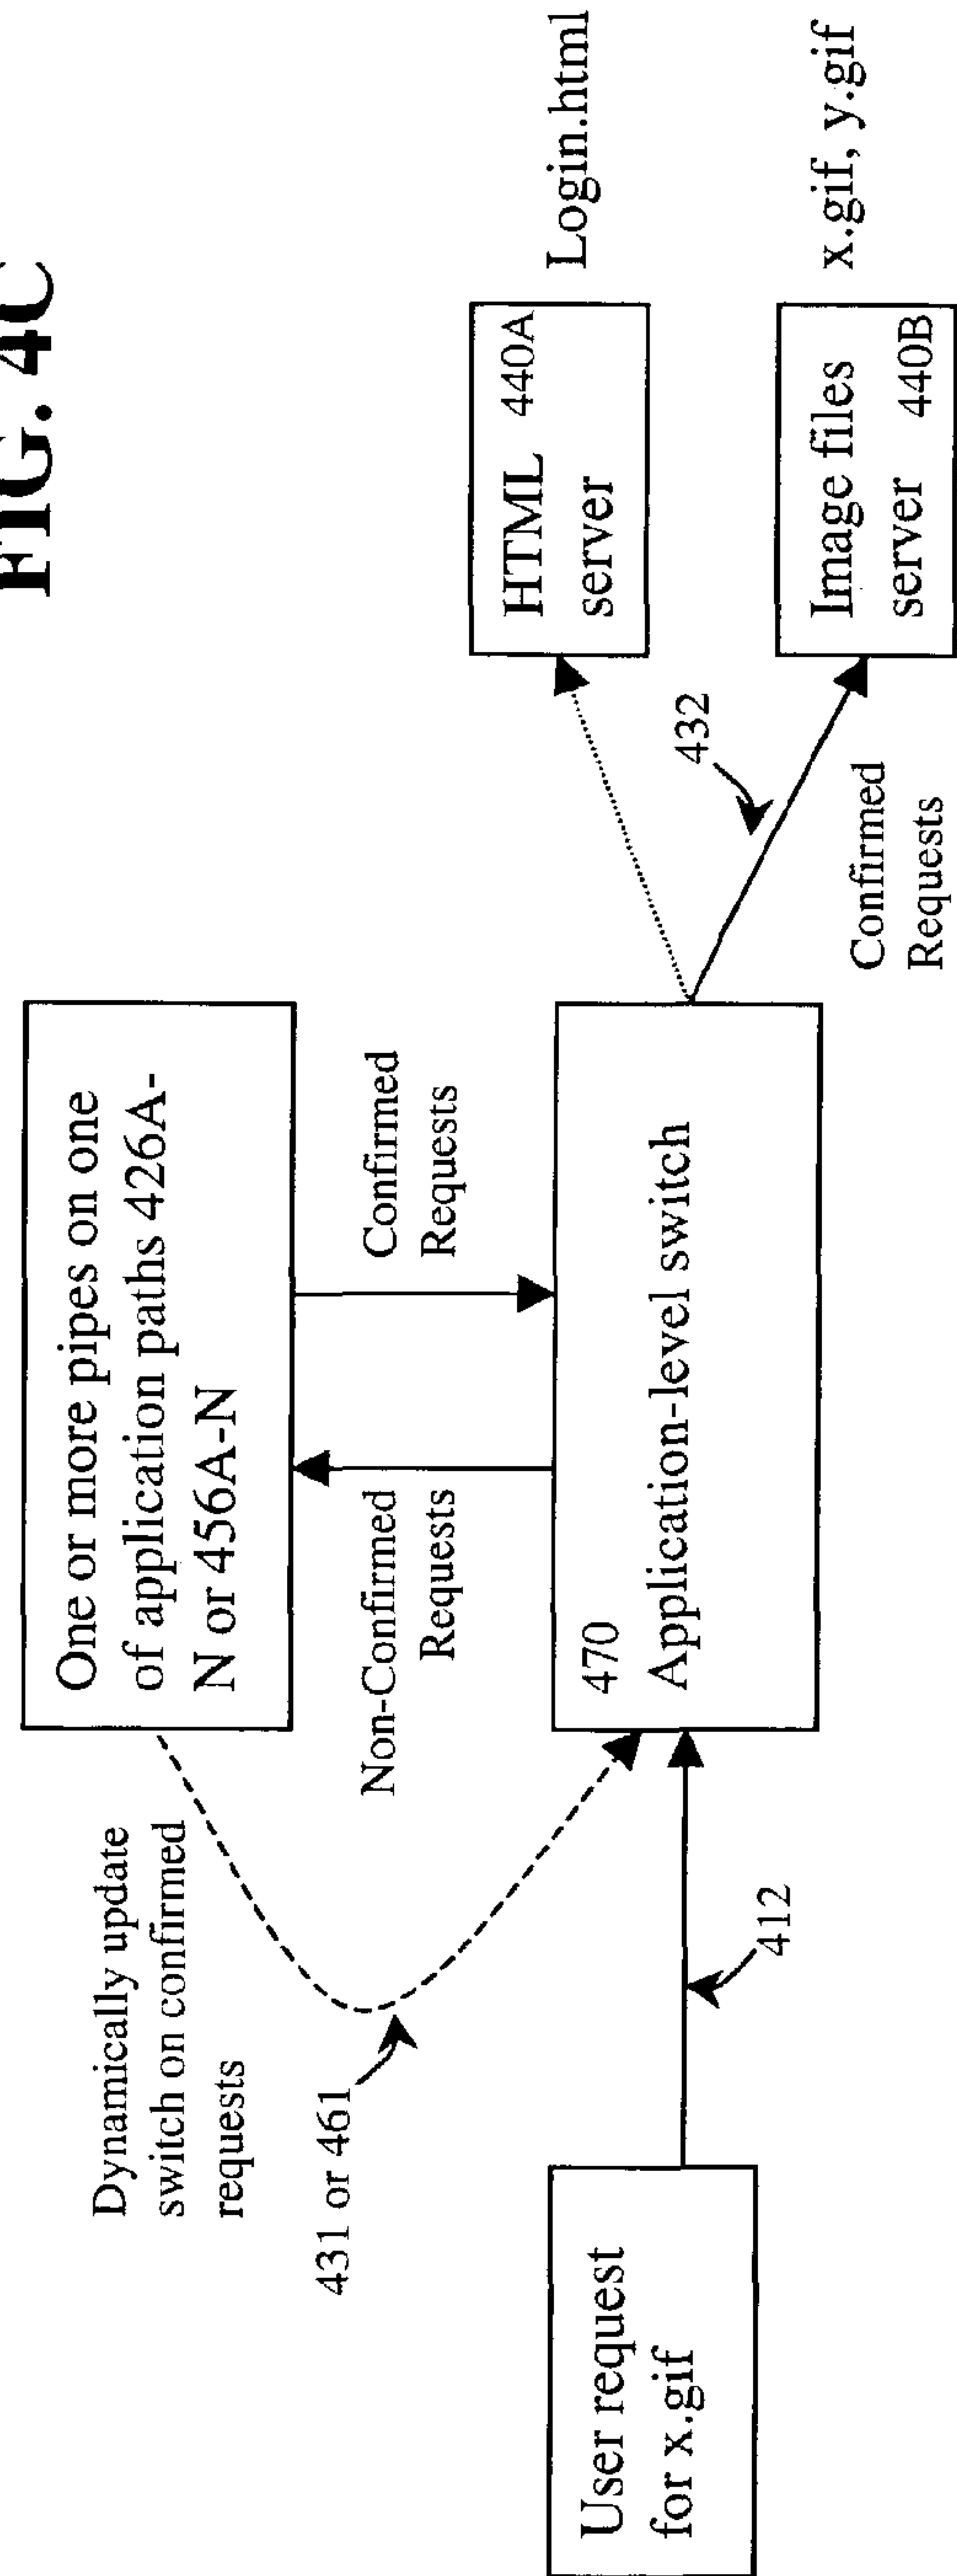 FIG. 4C
One or more pipes on one
of application paths 426A-
N or 456A-N
Dynamically update
switch on confirmed
requests
431 or 461
Non-Confirmed
Requests
Confirmed
Requests
User request
for x.gif
412
470
Application-level switch
432
Confirmed
Requests
HTML 440A
server
Login.html
Image files
server 440B
x.gif, y.gif